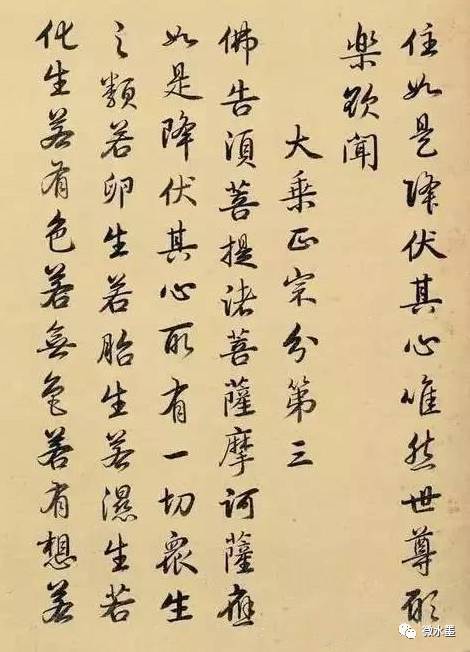 住如是降伏其心唯然世尊願
樂欲聞
大乘正宗分第三
佛告須菩提諸菩薩摩訶薩應
如是降伏其心所有一切眾生
之類若卵生若胎生若濕生若
化生若有色若無色若有想若
微水墨